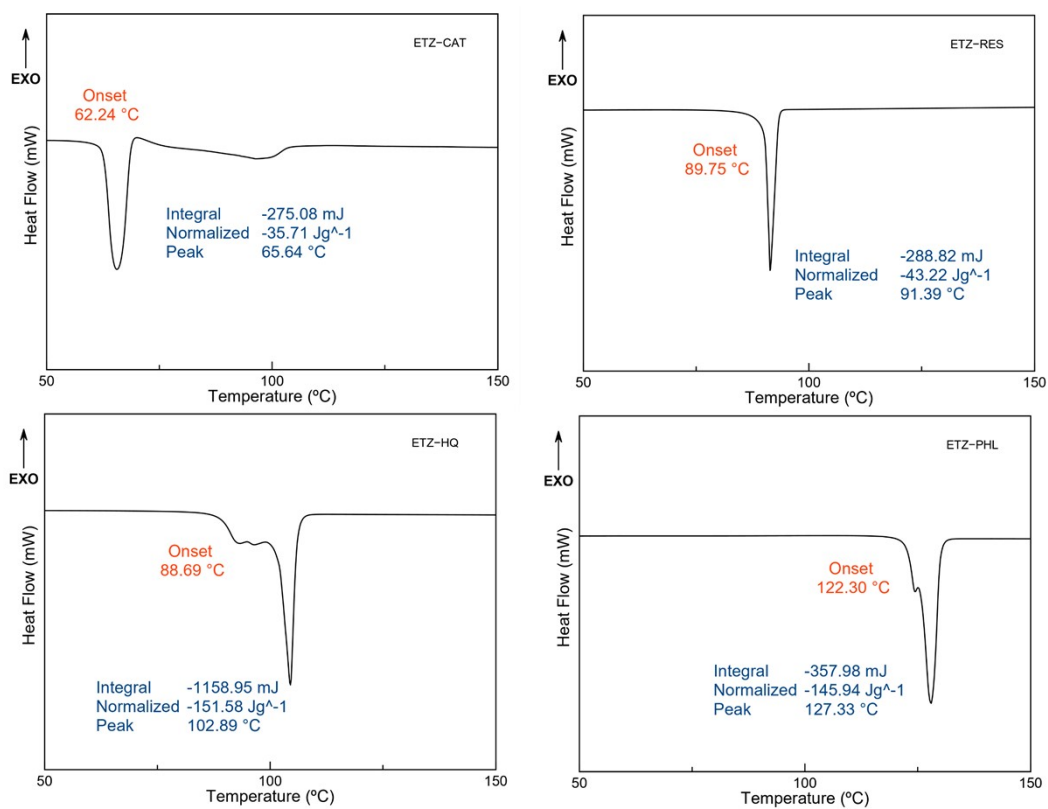 ETZ-CAT
EXO
Onset
62.24 °C
Heat Flow (mW)
Integral -275.08 mJ
Normalized -35.71 Jg^-1
Peak 65.64 °C
50 100 150
Temperature (ºC)
ETZ-RES
EXO
Onset
89.75 °C
Heat Flow (mW)
Integral -288.82 mJ
Normalized -43.22 Jg^-1
Peak 91.39 °C
50 100 150
Temperature (ºC)
ETZ-HQ
EXO
Onset
88.69 °C
Heat Flow (mW)
Integral -1158.95 mJ
Normalized -151.58 Jg^-1
Peak 102.89 °C
50 100 150
Temperature (ºC)
ETZ-PHL
EXO
Onset
122.30 °C
Heat Flow (mW)
Integral -357.98 mJ
Normalized -145.94 Jg^-1
Peak 127.33 °C
50 100 150
Temperature (ºC)